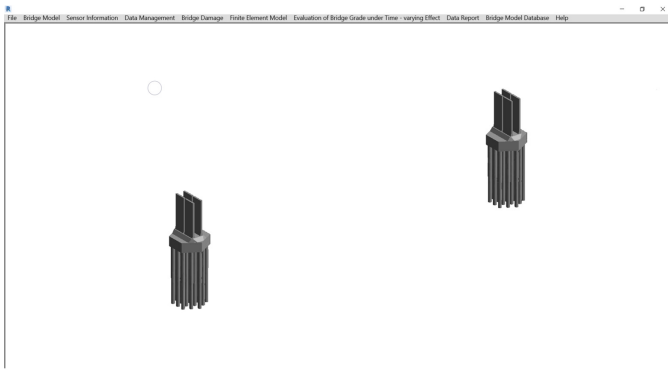 File Bridge Model Sensor Information Data Management Bridge Damage Finite Element Model Evaluation of Bridge Grade under Time - varying Effect Data Report Bridge Model Database Help